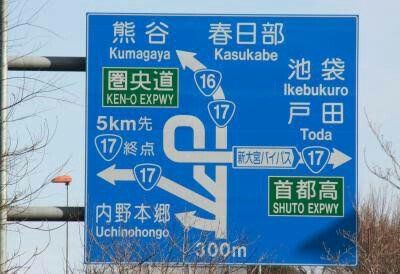 熊谷
Kumagaya
春日部
Kasukabe
池袋
Ikebukuro
戸田
Toda
圏央道
KEN-O EXPWY
16
17
5km先
17 終点
新大宮バイパス
17
17
首都高
SHUTO EXPWY
内野本郷
Uchinohongo
300m